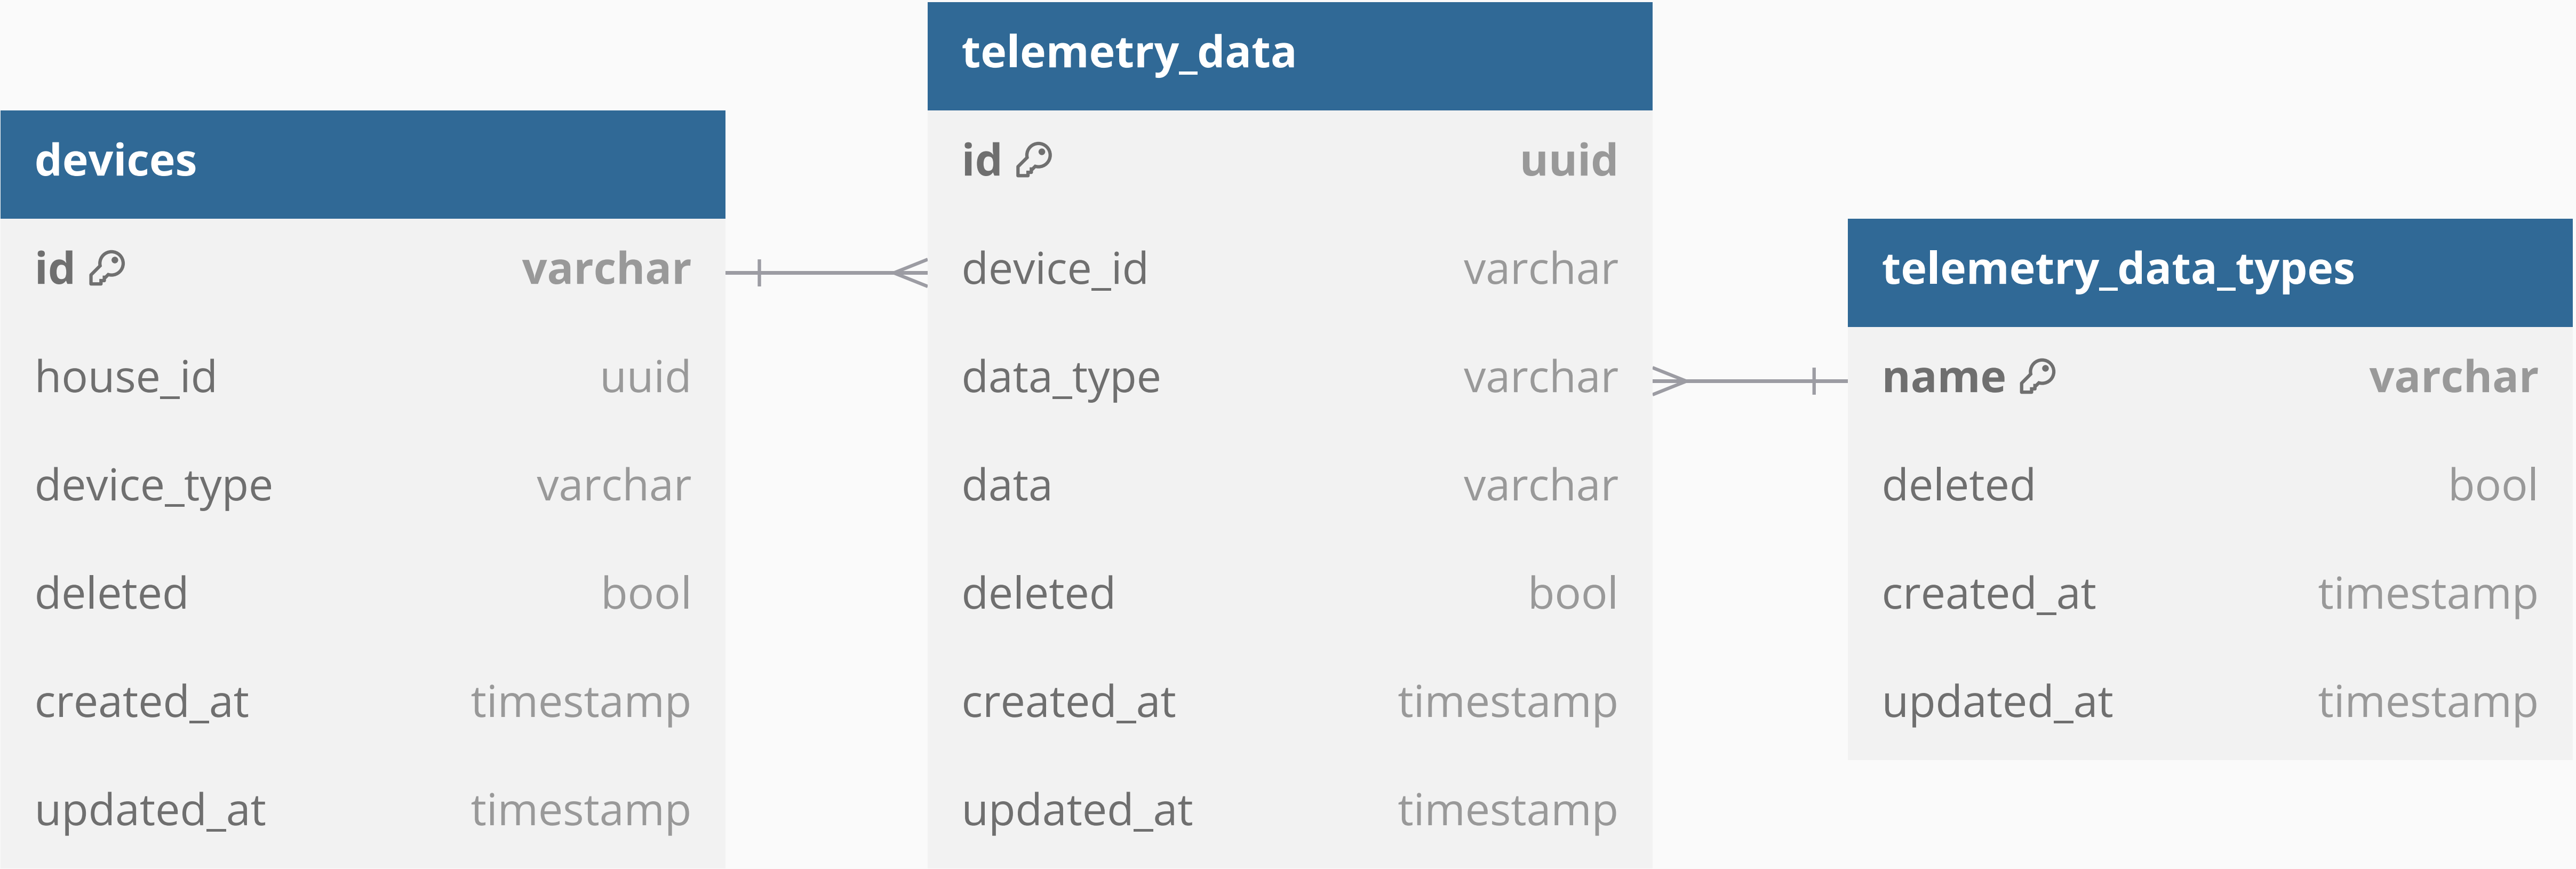 devices
id varchar
house_id uuid
device_type varchar
deleted bool
created_at timestamp
updated_at timestamp
telemetry_data
id uuid
device_id varchar
data_type varchar
data varchar
deleted bool
created_at timestamp
updated_at timestamp
telemetry_data_types
name varchar
deleted bool
created_at timestamp
updated_at timestamp